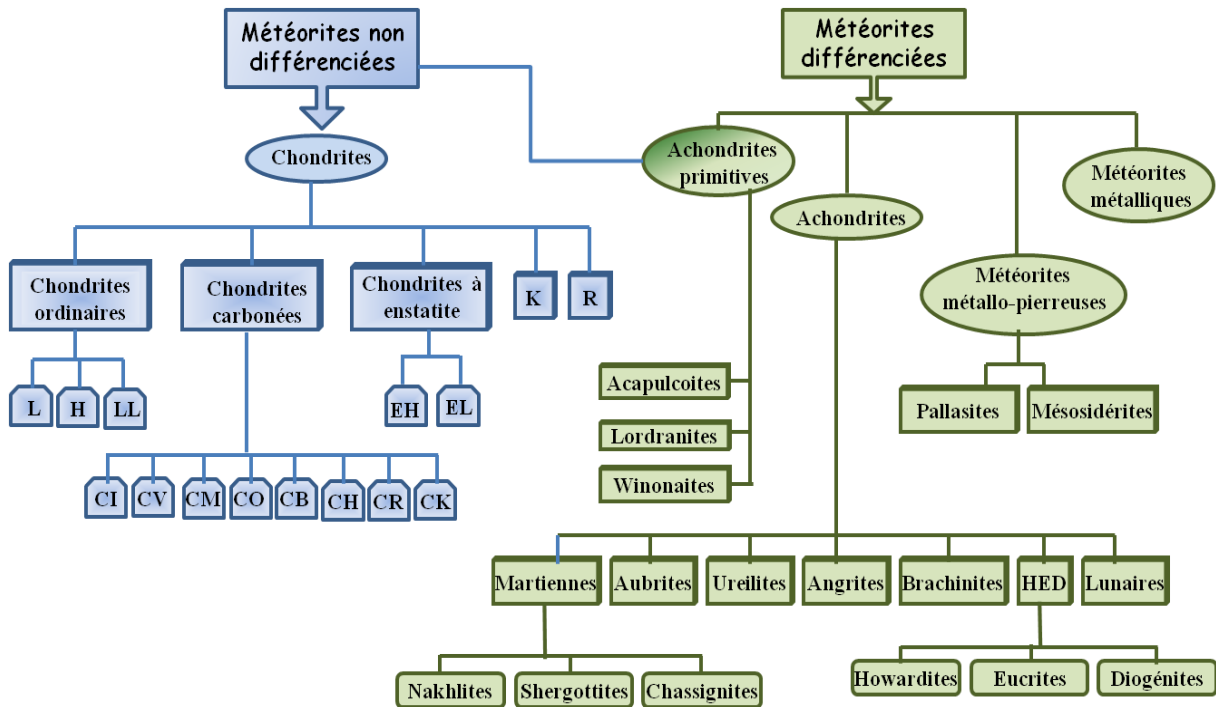 Météorites non
différenciées
Météorites
différenciées
Chondrites
Achondrites
primitives
Achondrites
Météorites
métalliques
Météorites
métallo-pierreuses
Chondrites
ordinaires
Chondrites
carbonées
Chondrites à
enstatite
K
R
L
H
LL
EH
EL
CI
CV
CM
CO
CB
CH
CR
CK
Acapulcoites
Lordranites
Winonaites
Pallasites
Mésosidérites
Martiennes
Aubrites
Ureilites
Angrites
Brachinites
HED
Lunaires
Nakhlites
Shergottites
Chassignites
Howardites
Eucrites
Diogénites